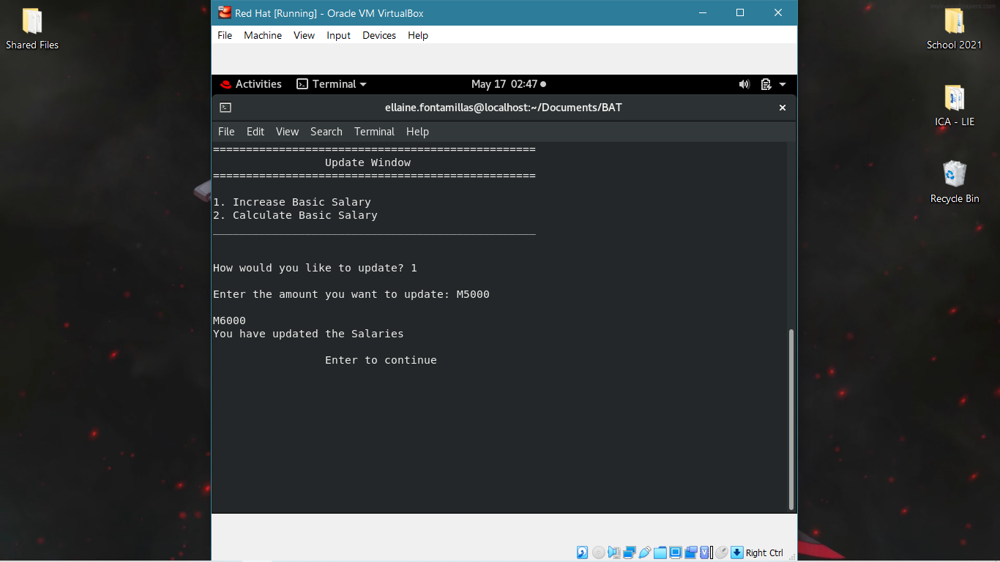 Red Hat [Running] - Oracle VM VirtualBox
File Machine View Input Devices Help
Shared Files
School 2021
ICA - LIE
Recycle Bin
Activities Terminal May 17 02:47
ellaine.fontamillas@localhost:~/Documents/BAT
File Edit View Search Terminal Help
=================================================
Update Window
=================================================
1. Increase Basic Salary
2. Calculate Basic Salary
_________________________________________________
How would you like to update? 1
Enter the amount you want to update: M5000
M6000
You have updated the Salaries
Enter to continue
Right Ctrl